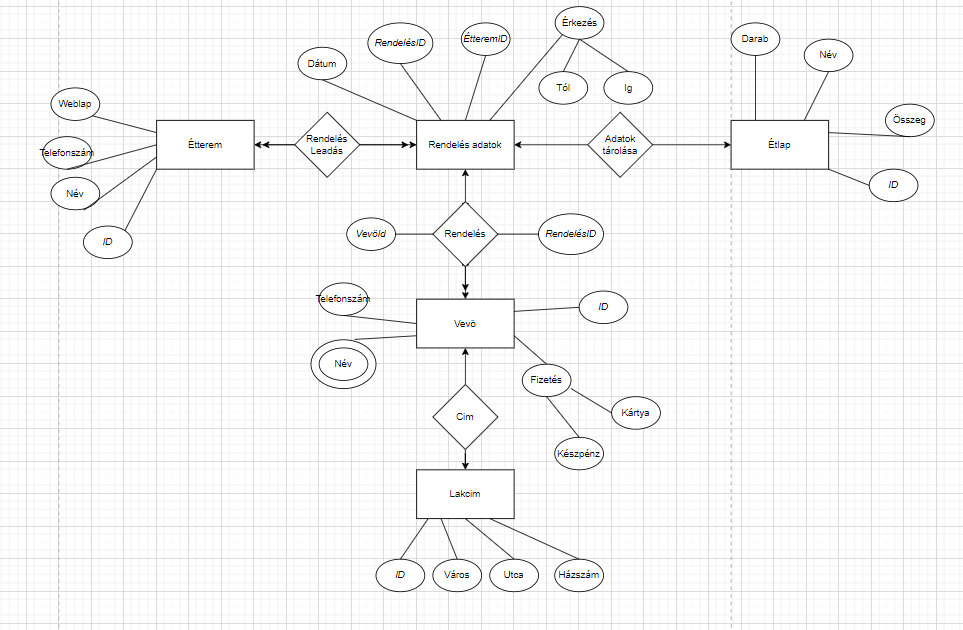 Érkezés
RendelésID
ÉtteremID
Darab
Név
Dátum
Tól
Ig
Weblap
Összeg
Rendelés
Leadás
Adatok
tárolása
Étterem
Rendelés adatok
Étlap
Telefonszám
Név
ID
ID
Vevöld
Rendelés
RendelésID
Telefonszám
ID
Vevö
Név
Fizetés
Kártya
Cim
Készpénz
Lakcim
ID
Város
Utca
Házszám